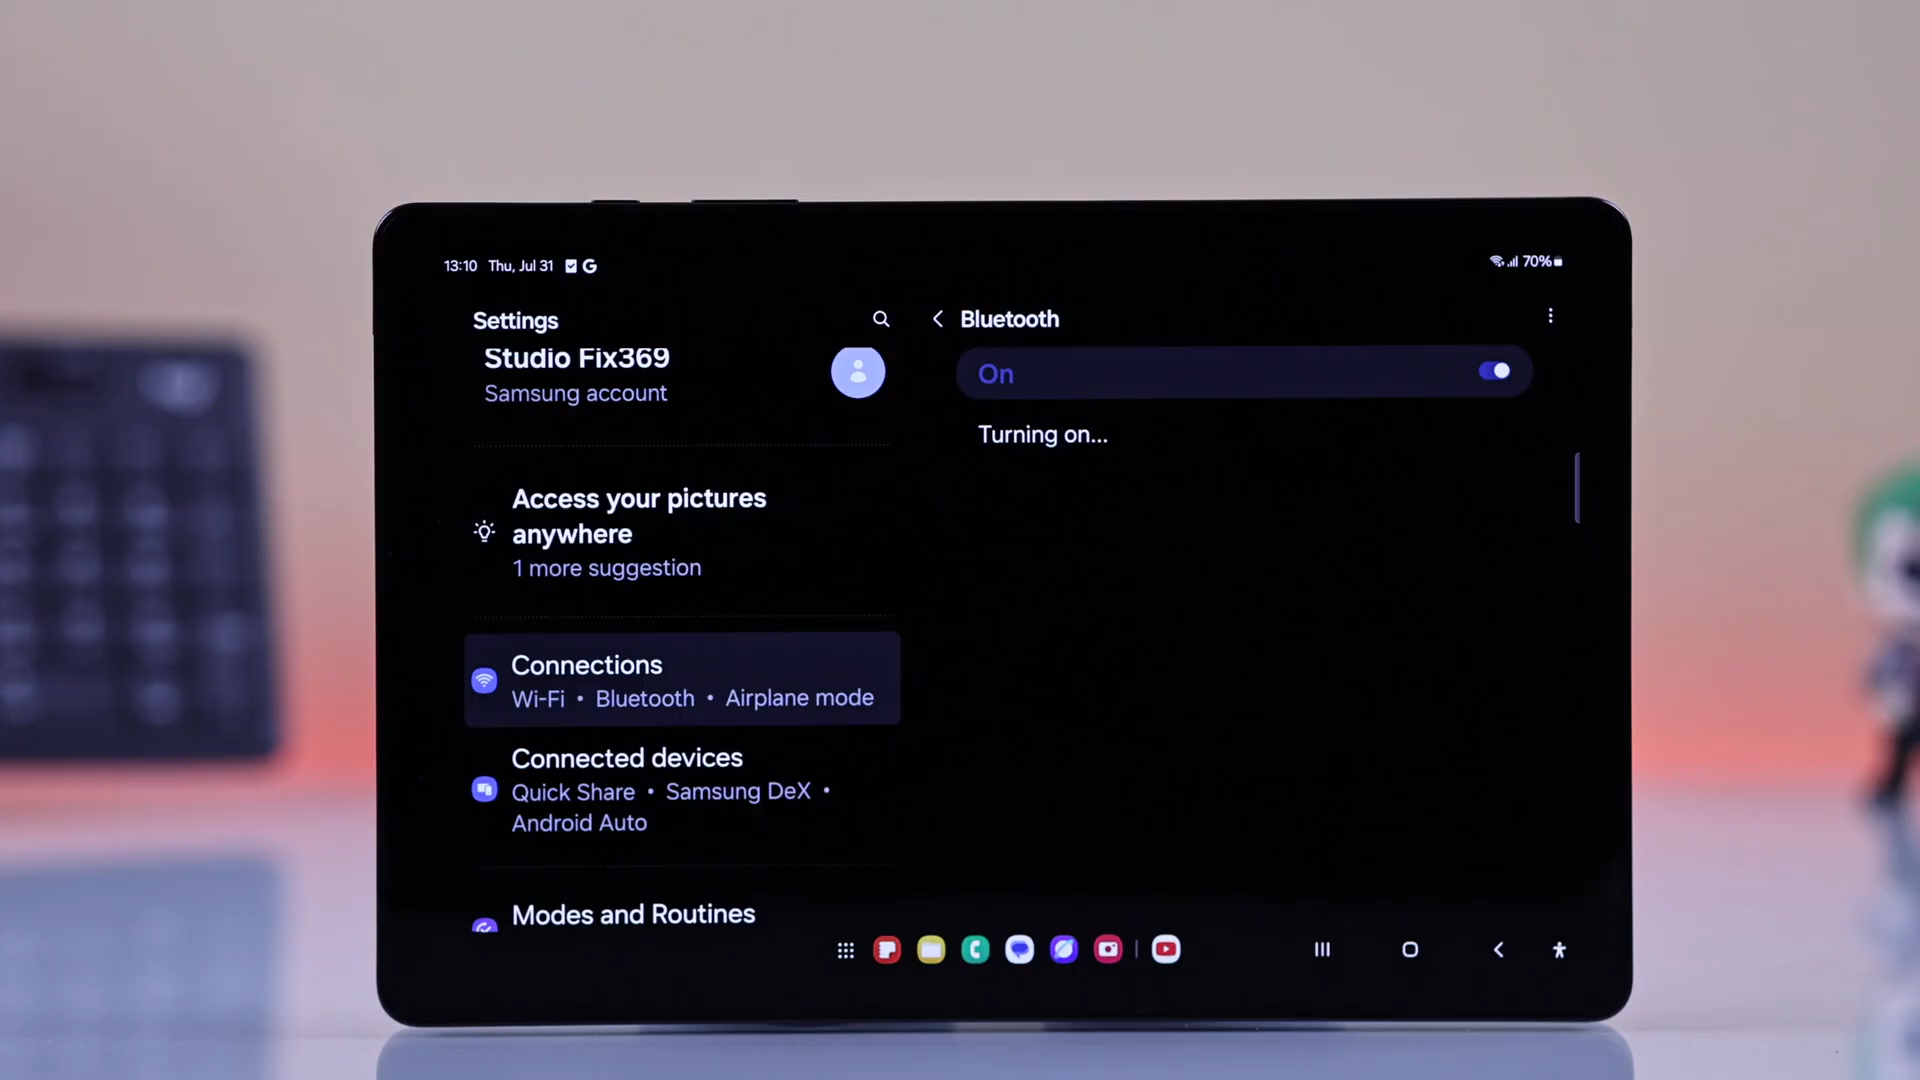 13:10 Thu, Jul 31
70%
Settings
Studio Fix369
Samsung account
Access your pictures
anywhere
1 more suggestion
Connections
Wi-Fi • Bluetooth • Airplane mode
Connected devices
Quick Share • Samsung DeX •
Android Auto
Modes and Routines
Bluetooth
On
Turning on...